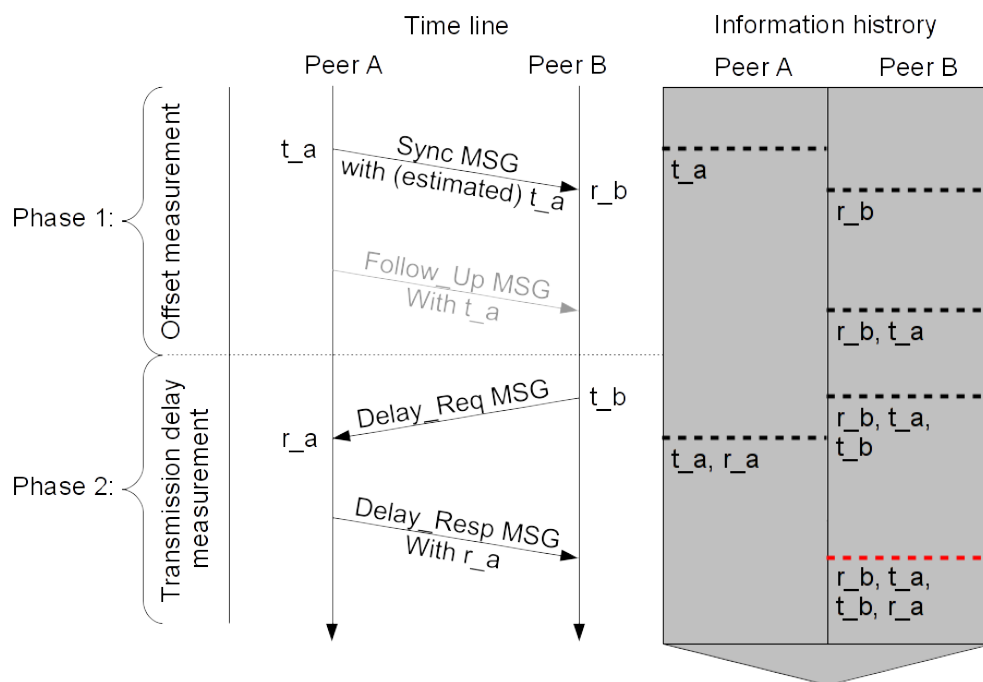 Time line
Information histrory
Peer A
Peer B
Peer A
Peer B
Phase 1:
Offset measurement
t_a
Sync MSG
with (estimated) t_a
r_b
t_a
r_b
Follow_Up MSG
With t_a
r_b, t_a
Phase 2:
Transmission delay
measurement
Delay_Req MSG
t_b
r_a
r_b, t_a,
t_b
t_a, r_a
Delay_Resp MSG
With r_a
r_b, t_a,
t_b, r_a